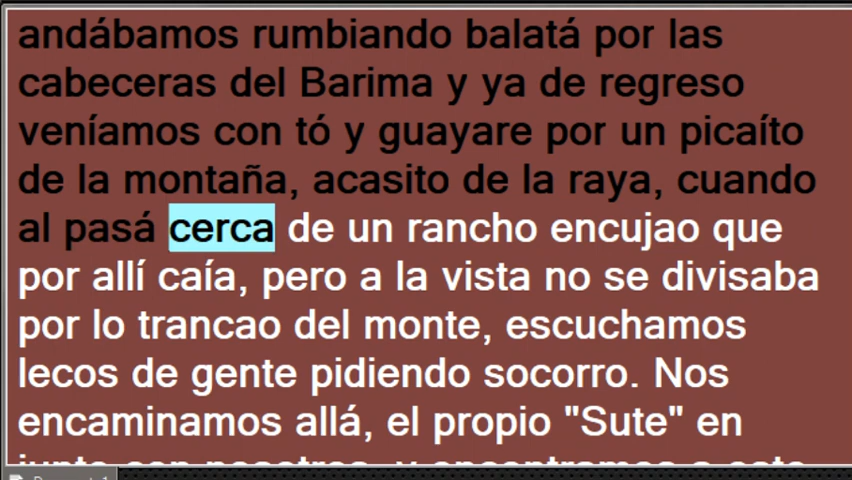 andábamos rumbiando balatá por las
cabeceras del Barima y ya de regreso
veníamos con tó y guayare por un picaíto
de la montaña, acasito de la raya, cuando
al pasá cerca de un rancho encujao que
por allí caía, pero a la vista no se divisaba
por lo trancao del monte, escuchamos
lecos de gente pidiendo socorro. Nos
encaminamos allá, el propio "Sute" en